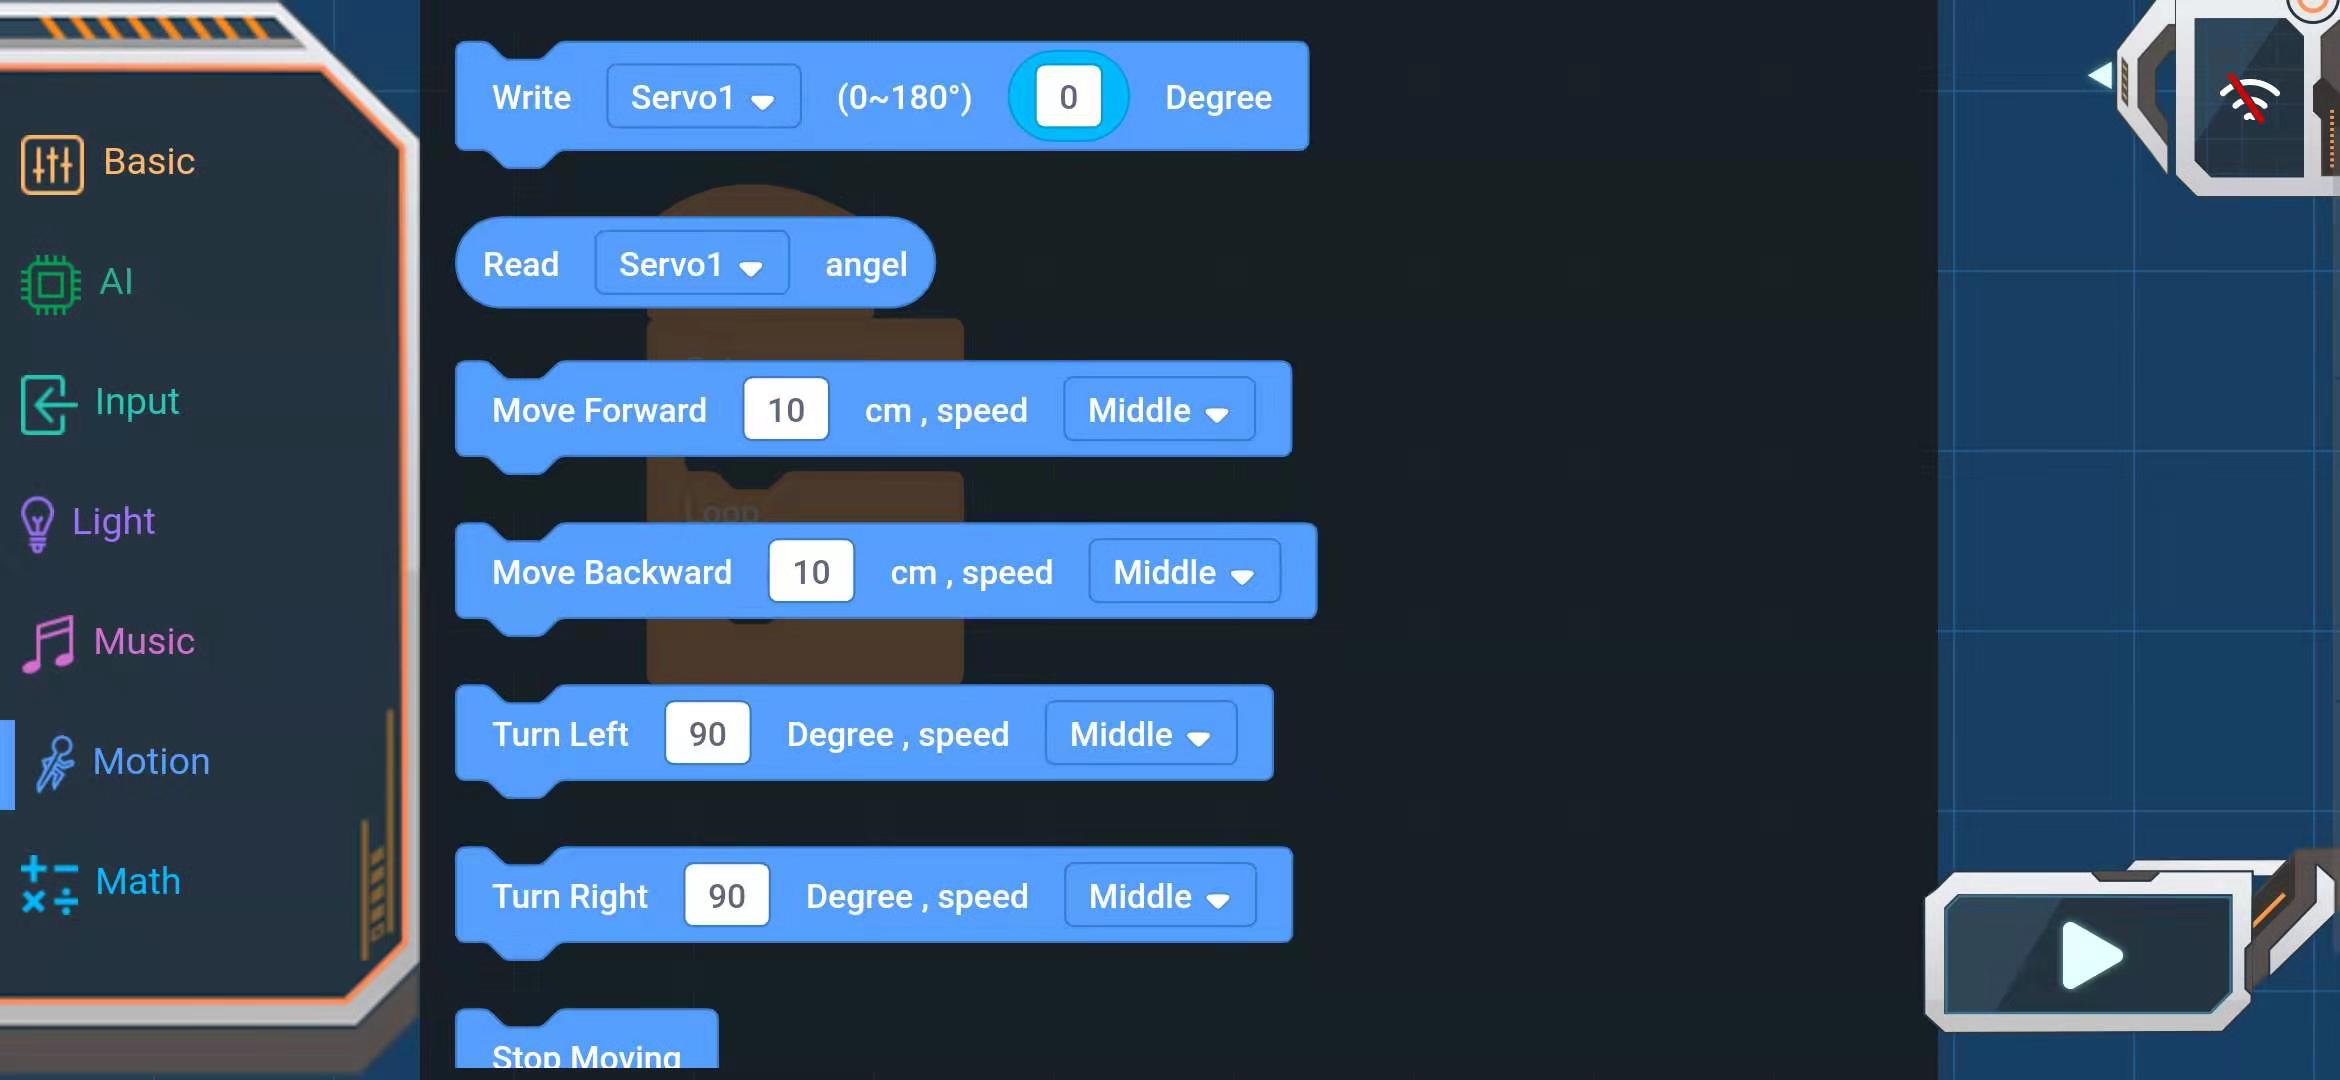 Basic
AI
Input
Light
Music
Motion
Math
Write Servo1 (0~180°) 0 Degree
Read Servo1 angel
Move Forward 10 cm , speed Middle
Loop
Move Backward 10 cm , speed Middle
Turn Left 90 Degree , speed Middle
Turn Right 90 Degree , speed Middle
Stop Moving